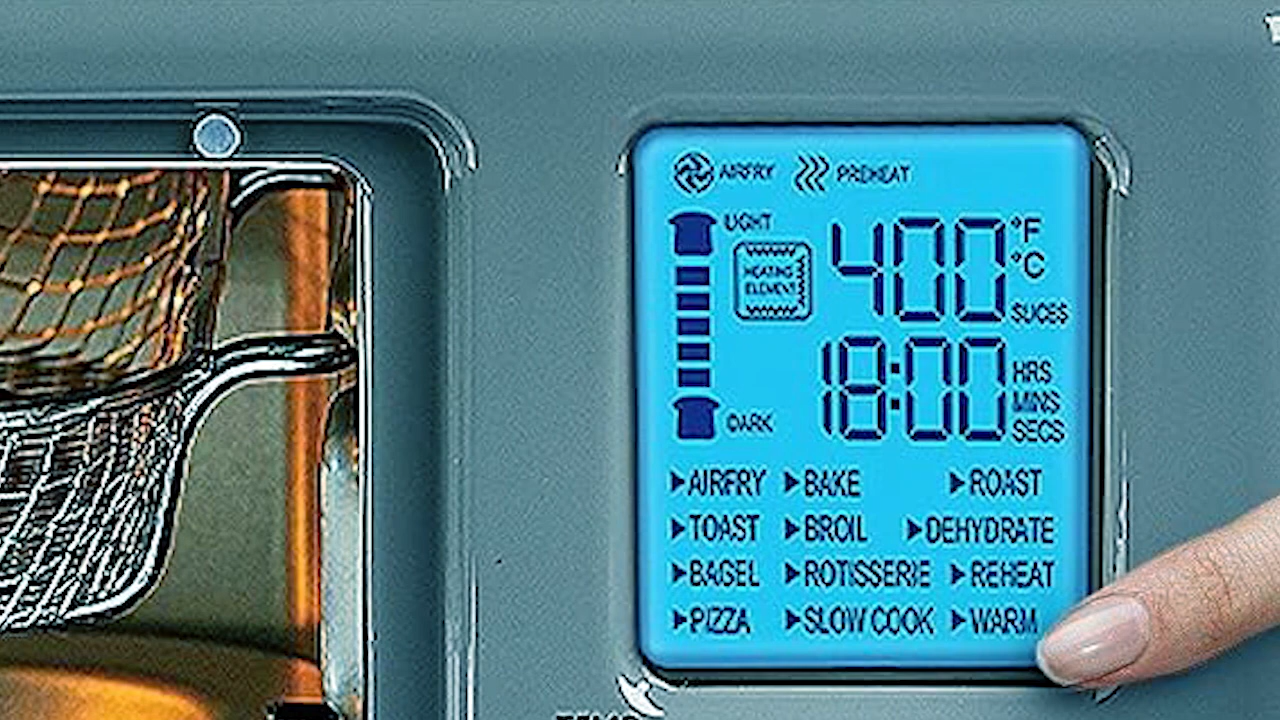 AIRFRY PREHEAT
LIGHT
HEATING
ELEMENT
400 °F
°C
SLICES
18:00 HRS
MINS
SECS
DARK
▶AIRFRY ▶BAKE ▶ROAST
▶TOAST ▶BROIL ▶DEHYDRATE
▶BAGEL ▶ROTISSERIE ▶REHEAT
▶PIZZA ▶SLOW COOK ▶WARM